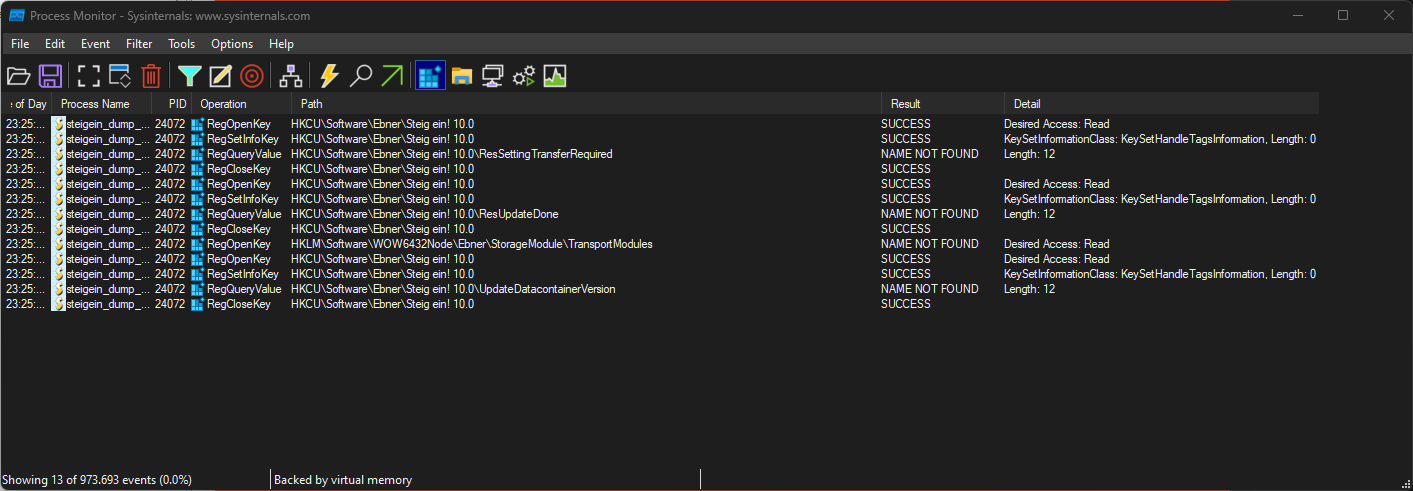 Process Monitor - Sysinternals: www.sysinternals.com
File Edit Event Filter Tools Options Help
of Day Process Name PID Operation Path Result Detail
23:25:... steigein_dump_... 24072 RegOpenKey HKCU\Software\Ebner\Steig ein! 10.0 SUCCESS Desired Access: Read
23:25:... steigein_dump_... 24072 RegSetInfoKey HKCU\Software\Ebner\Steig ein! 10.0 SUCCESS KeySetInformationClass: KeySetHandleTagsInformation, Length: 0
23:25:... steigein_dump_... 24072 RegQueryValue HKCU\Software\Ebner\Steig ein! 10.0\ResSettingTransferRequired NAME NOT FOUND Length: 12
23:25:... steigein_dump_... 24072 RegCloseKey HKCU\Software\Ebner\Steig ein! 10.0 SUCCESS
23:25:... steigein_dump_... 24072 RegOpenKey HKCU\Software\Ebner\Steig ein! 10.0 SUCCESS Desired Access: Read
23:25:... steigein_dump_... 24072 RegSetInfoKey HKCU\Software\Ebner\Steig ein! 10.0 SUCCESS KeySetInformationClass: KeySetHandleTagsInformation, Length: 0
23:25:... steigein_dump_... 24072 RegQueryValue HKCU\Software\Ebner\Steig ein! 10.0\ResUpdateDone NAME NOT FOUND Length: 12
23:25:... steigein_dump_... 24072 RegCloseKey HKCU\Software\Ebner\Steig ein! 10.0 SUCCESS
23:25:... steigein_dump_... 24072 RegOpenKey HKLM\Software\WOW6432Node\Ebner\StorageModule\TransportModules NAME NOT FOUND Desired Access: Read
23:25:... steigein_dump_... 24072 RegOpenKey HKCU\Software\Ebner\Steig ein! 10.0 SUCCESS Desired Access: Read
23:25:... steigein_dump_... 24072 RegSetInfoKey HKCU\Software\Ebner\Steig ein! 10.0 SUCCESS KeySetInformationClass: KeySetHandleTagsInformation, Length: 0
23:25:... steigein_dump_... 24072 RegQueryValue HKCU\Software\Ebner\Steig ein! 10.0\UpdateDatacontainerVersion NAME NOT FOUND Length: 12
23:25:... steigein_dump_... 24072 RegCloseKey HKCU\Software\Ebner\Steig ein! 10.0 SUCCESS
Showing 13 of 973.693 events (0.0%) Backed by virtual memory